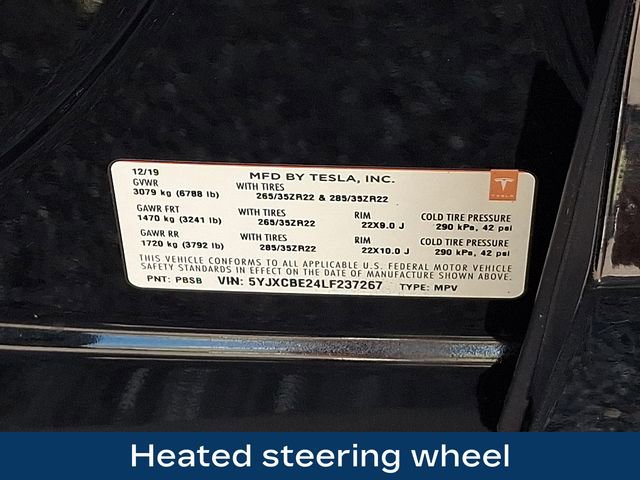 12/19
MFD BY TESLA, INC.
GVWR
3079 kg (6788 lb)
WITH TIRES
265/35ZR22 & 285/35ZR22
GAWR FRT
1470 kg (3241 lb)
WITH TIRES
265/35ZR22
RIM
22X9.0 J
COLD TIRE PRESSURE
290 kPa, 42 psi
GAWR RR
1720 kg (3792 lb)
WITH TIRES
285/35ZR22
RIM
22X10.0 J
COLD TIRE PRESSURE
290 kPa, 42 psi
THIS VEHICLE CONFORMS TO ALL APPLICABLE U.S. FEDERAL MOTOR VEHICLE
SAFETY STANDARDS IN EFFECT ON THE DATE OF MANUFACTURE SHOWN ABOVE.
PNT: PBSB VIN: 5YJXCBE24LF237267 TYPE: MPV
TESLA
Heated steering wheel